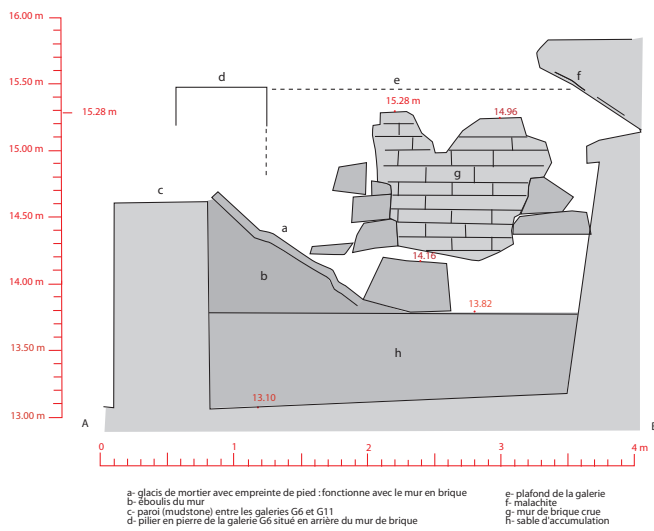 16.00 m
15.50 m
15.28 m
15.00 m
14.50 m
14.00 m
13.50 m
13.00 m
d
e
f
15.28 m
14.96
g
c
a
b
14.16
13.82
h
13.10
A
0
1
2
3
4 m
a- glacis de mortier avec empreinte de pied : fonctionne avec le mur en brique
b- éboulis du mur
c- paroi (mudstone) entre les galeries G6 et G11
d- pilier en pierre de la galerie G6 situé en arrière du mur de brique
e- plafond de la galerie
f- malachite
g- mur de brique crue
h- sable d'accumulation